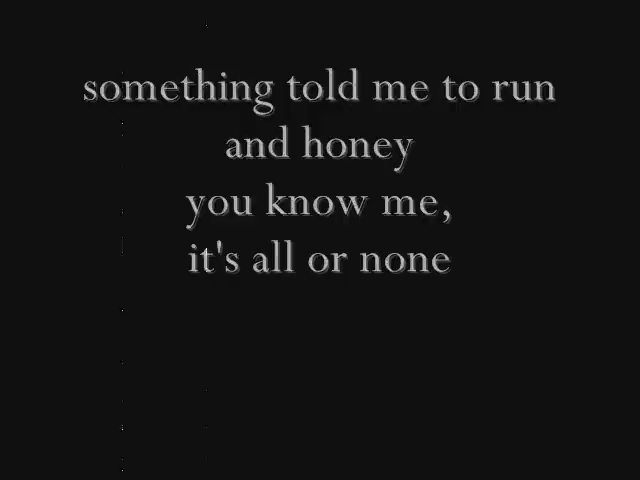 something told me to run
and honey
you know me,
it's all or none